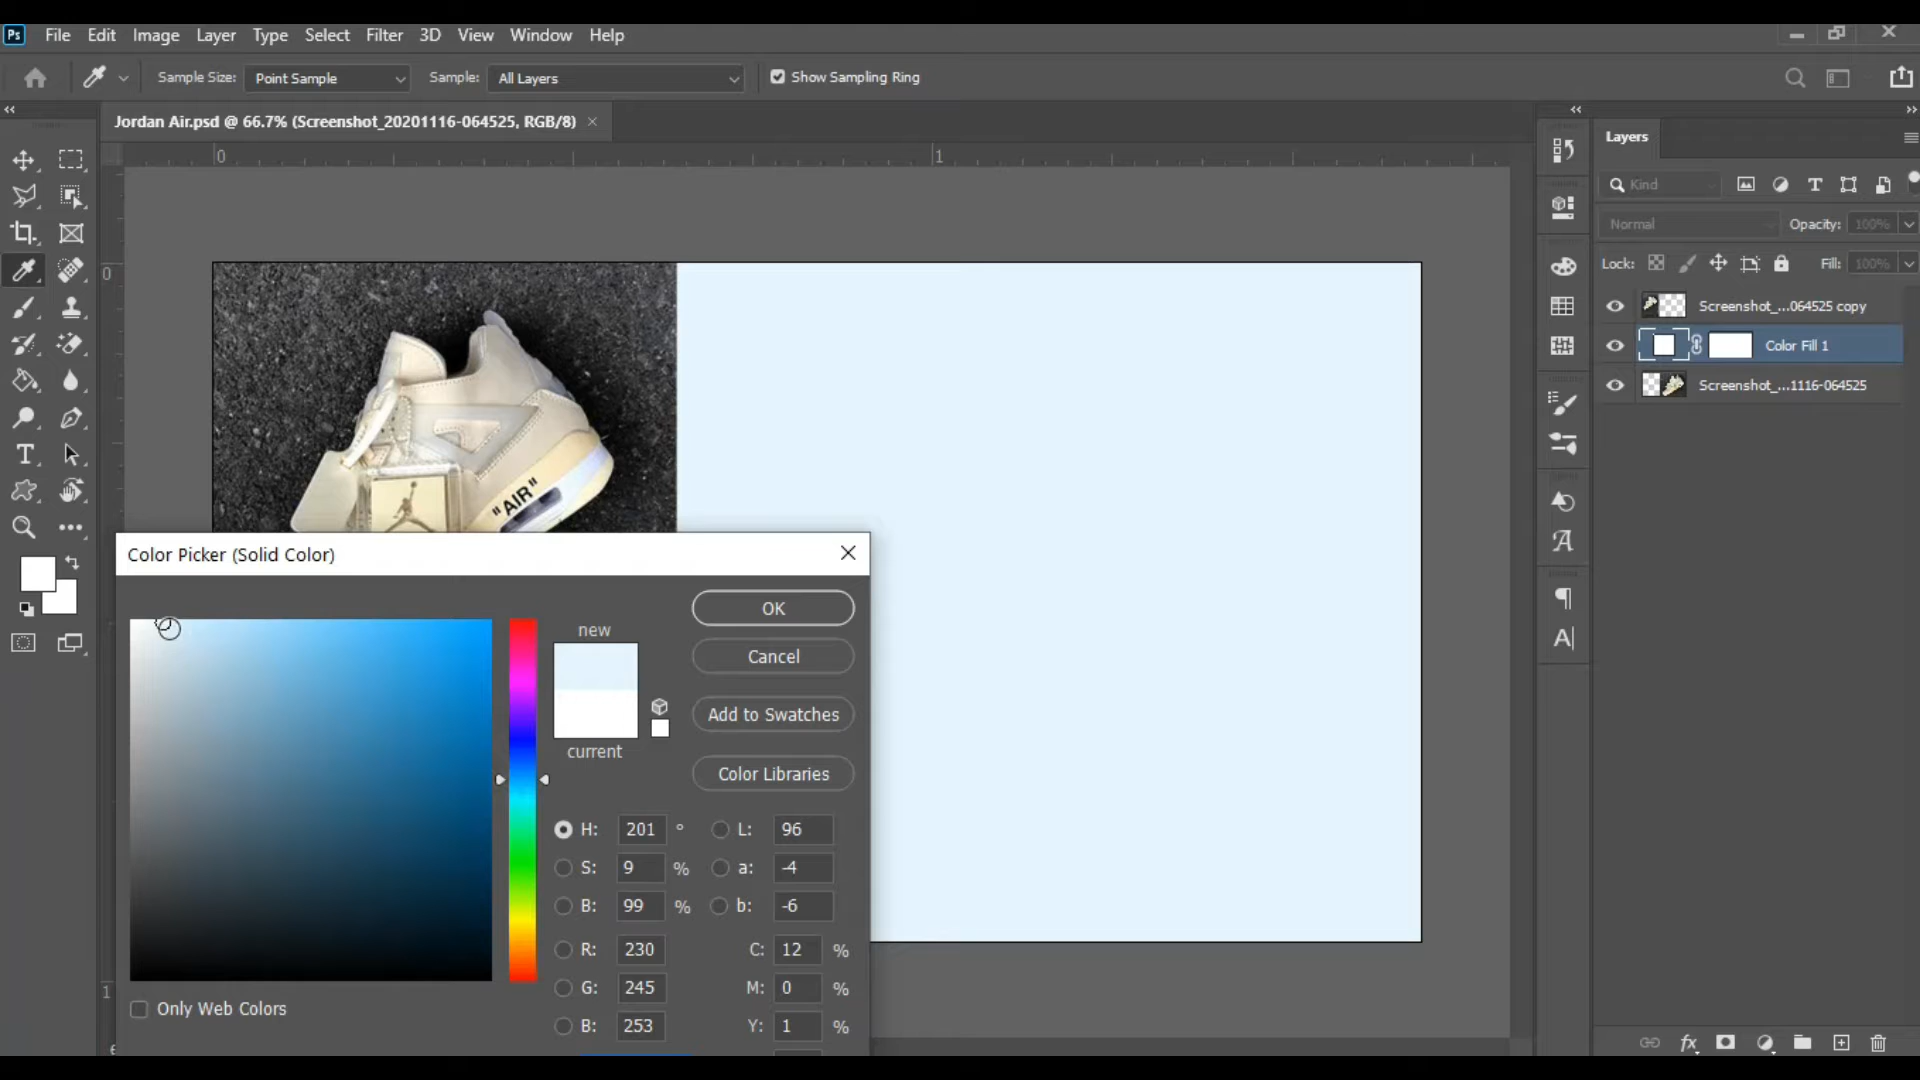 Ps File Edit Image Layer Type Select Filter 3D View Window Help
Sample Size: Point Sample Sample: All Layers Show Sampling Ring
Jordan Air.psd @ 66.7% (Screenshot_20201116-064525, RGB/8)
Layers
0 1
Kind
Normal Opacity: 100%
Lock: Fill: 100%
0
Screenshot_...064525 copy
Color Fill 1
Screenshot_...1116-064525
"AIR"
Color Picker (Solid Color)
OK
new
Cancel
Add to Swatches
current
Color Libraries
H: 201 ° L: 96
S: 9 % a: -4
B: 99 % b: -6
R: 230 C: 12 %
G: 245 M: 0 %
B: 253 Y: 1 %
1
Only Web Colors